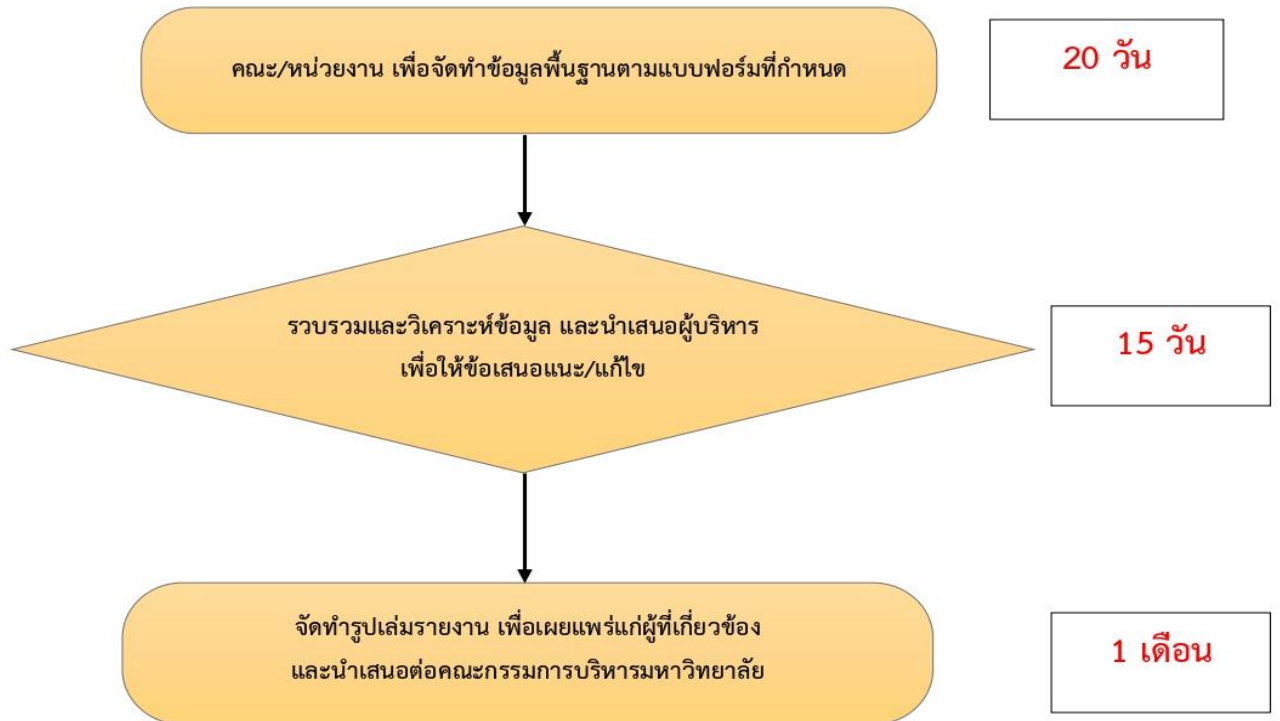 คณะ/หน่วยงาน เพื่อจัดทำข้อมูลพื้นฐานตามแบบฟอร์มที่กำหนด
20 วัน
รวบรวมและวิเคราะห์ข้อมูล และนำเสนอผู้บริหาร
เพื่อให้ข้อเสนอแนะ/แก้ไข
15 วัน
จัดทำรูปเล่มรายงาน เพื่อเผยแพร่แก่ผู้ที่เกี่ยวข้อง
และนำเสนอต่อคณะกรรมการบริหารมหาวิทยาลัย
1 เดือน